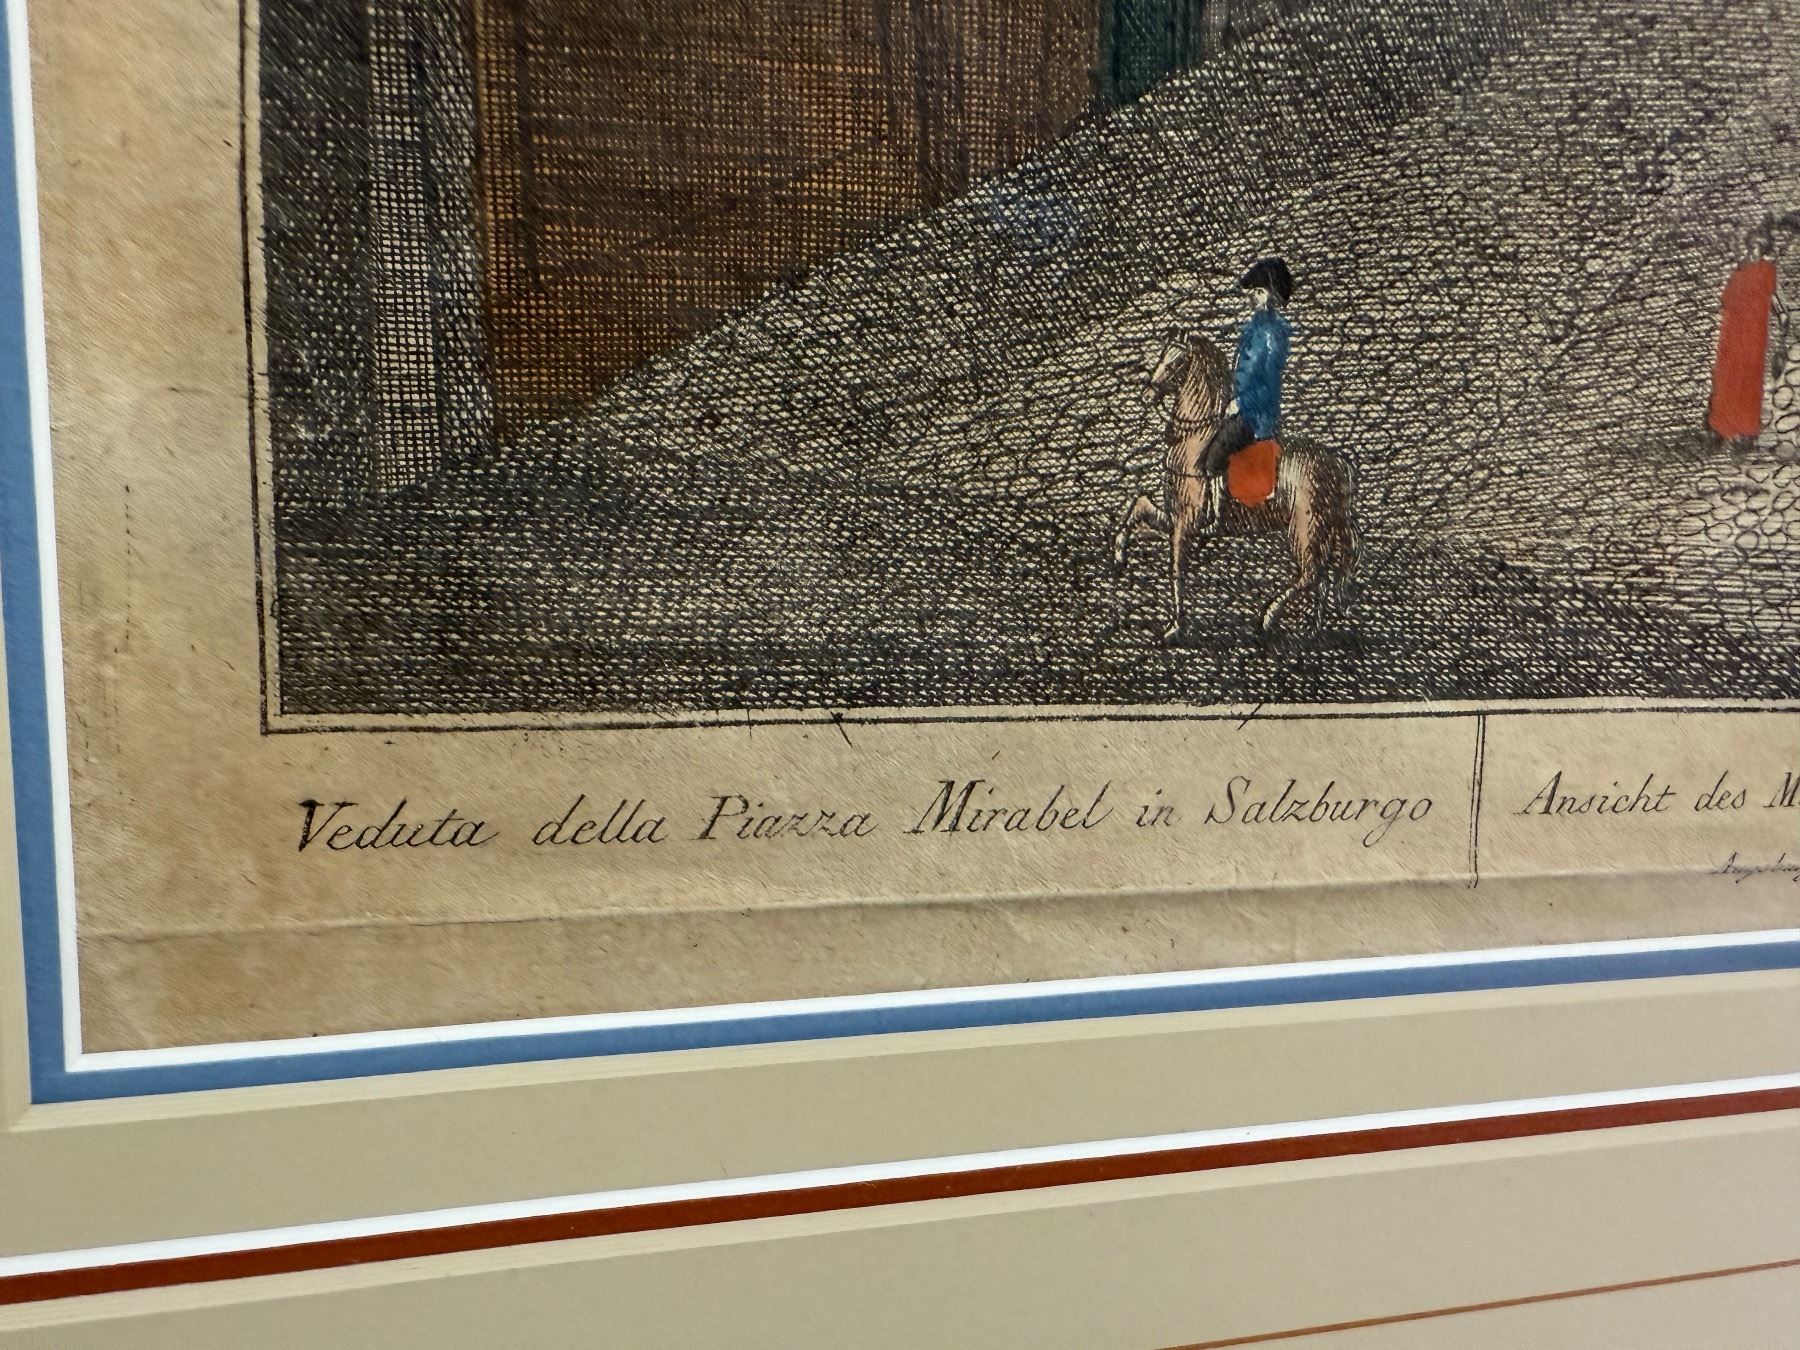 Veduta della Piazza Mirabel in Salzburgo
Ansicht des M